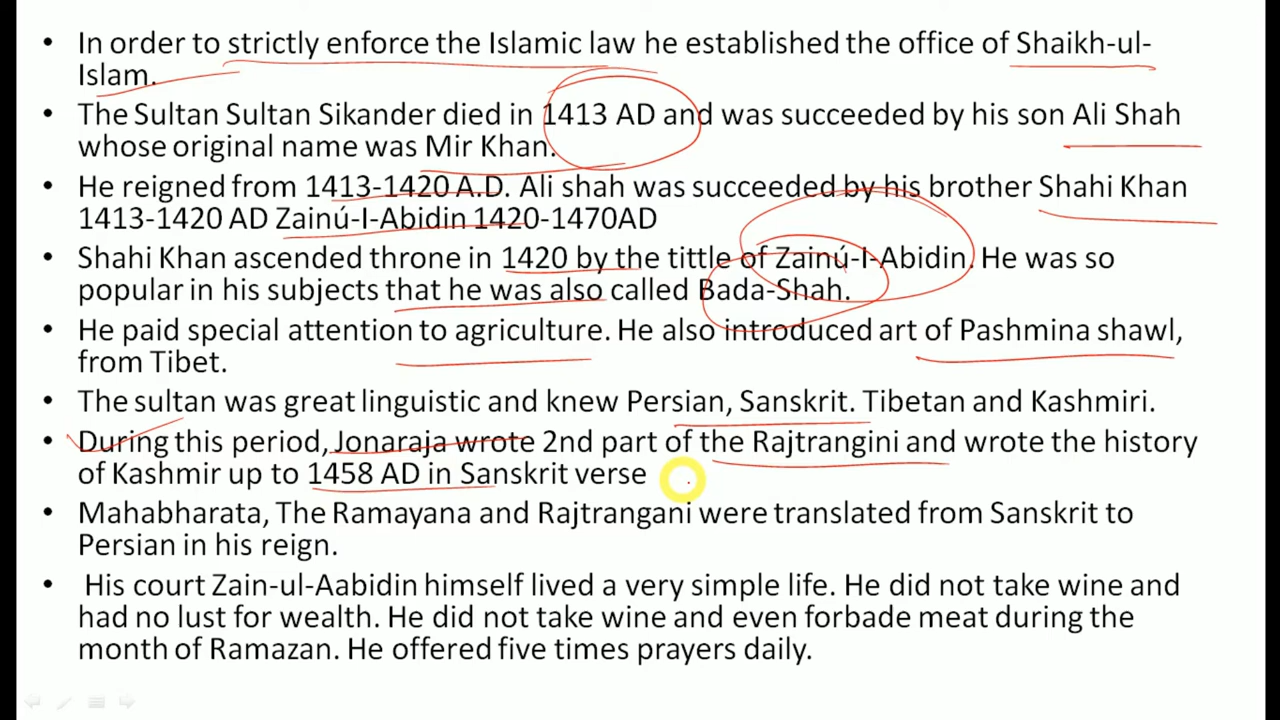 • In order to strictly enforce the Islamic law he established the office of Shaikh-ul-
Islam.
• The Sultan Sultan Sikander died in 1413 AD and was succeeded by his son Ali Shah
whose original name was Mir Khan.
• He reigned from 1413-1420 A.D. Ali shah was succeeded by his brother Shahi Khan
1413-1420 AD Zainú-I-Abidin 1420-1470AD
• Shahi Khan ascended throne in 1420 by the tittle of Zainú-I-Abidin. He was so
popular in his subjects that he was also called Bada-Shah.
• He paid special attention to agriculture. He also introduced art of Pashmina shawl,
from Tibet.
• The sultan was great linguistic and knew Persian, Sanskrit. Tibetan and Kashmiri.
• During this period, Jonaraja wrote 2nd part of the Rajtrangini and wrote the history
of Kashmir up to 1458 AD in Sanskrit verse
• Mahabharata, The Ramayana and Rajtrangani were translated from Sanskrit to
Persian in his reign.
• His court Zain-ul-Aabidin himself lived a very simple life. He did not take wine and
had no lust for wealth. He did not take wine and even forbade meat during the
month of Ramazan. He offered five times prayers daily.